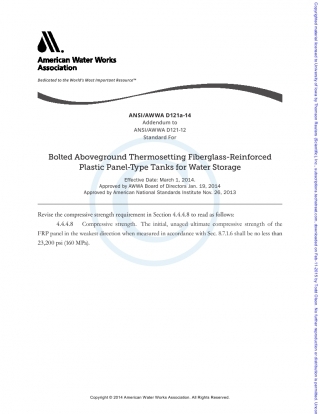 American Water Works
Association
Dedicated to the World's Most Important Resource™
ANSI/AWWA D121a-14
Addendum to
ANSI/AWWA D121-12
Standard For
Bolted Aboveground Thermosetting Fiberglass-Reinforced
Plastic Panel-Type Tanks for Water Storage
Effective Date: March 1, 2014.
Approved by AWWA Board of Directors Jan. 19, 2014
Approved by American National Standards Institute Nov. 26, 2013
Revise the compressive strength requirement in Section 4.4.4.8 to read as follows:
4.4.4.8 Compressive strength. The initial, unaged ultimate compressive strength of the
FRP panel in the weakest direction when measured in accordance with Sec. 8.7.1.6 shall be no less than
23,200 psi (160 MPa).
Copyright © 2014 American Water Works Association. All Rights Reserved.
Copyrighted material licensed to University of Iowa by Thomson Reuters (Scientific), Inc., subscriptions.techstreet.com, downloaded on Feb-11-2015 by Todd Dixon. No further reproduction or distribution is permitted.